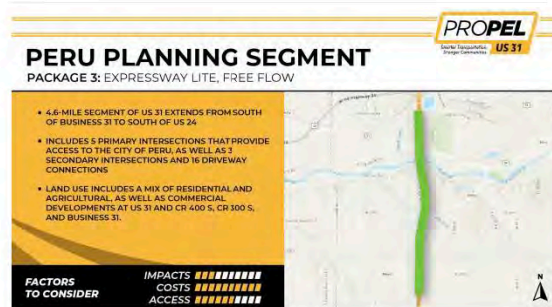 PROPEL
US 31
PERU PLANNING SEGMENT
PACKAGE 3: EXPRESSWAY LITE, FREE FLOW
• 4.6-MILE SEGMENT OF US 31 EXTENDS FROM SOUTH
OF BUSINESS 31 TO SOUTH OF US 24
• INCLUDES 5 PRIMARY INTERSECTIONS THAT PROVIDE
ACCESS TO THE CITY OF PERU, AS WELL AS 3
SECONDARY INTERSECTIONS AND 16 DRIVEWAY
CONNECTIONS
• LAND USE INCLUDES A MIX OF RESIDENTIAL AND
AGRICULTURAL, AS WELL AS COMMERCIAL
DEVELOPMENTS AT US 31 AND CR 400 S, CR 300 S,
AND BUSINESS 31.
FACTORS
TO CONSIDER
IMPACTS
COSTS
ACCESS
N